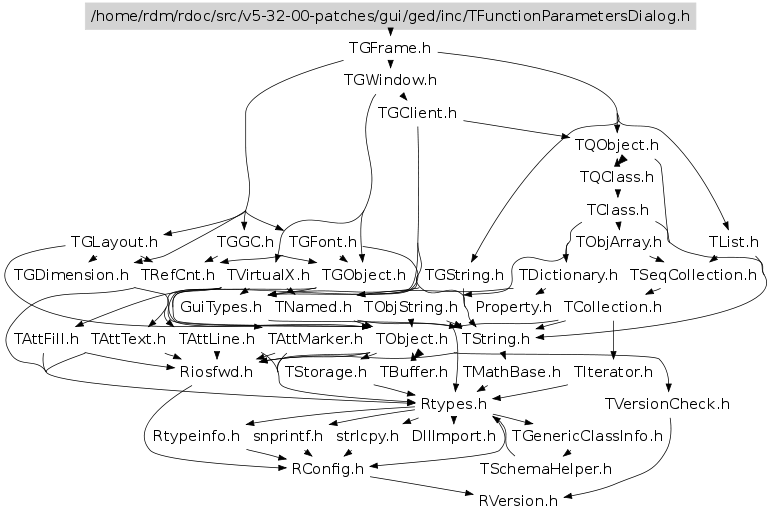 /home/rdm/rdoc/src/v5-32-00-patches/gui/ged/inc/TFunctionParametersDialog.h
TGFrame.h
TGWindow.h
TGClient.h
TQObject.h
TQClass.h
TClass.h
TGLayout.h TGGC.h TGFont.h TObjArray.h TList.h
TGDimension.h TRefCnt.h TVirtualX.h TGObject.h TGString.h TDictionary.h TSeqCollection.h
GuiTypes.h TNamed.h TObjString.h Property.h TCollection.h
TAttFill.h TAttText.h TAttLine.h TAttMarker.h TObject.h TString.h
Riosfwd.h TStorage.h TBuffer.h TMathBase.h TIterator.h
Rtypes.h TVersionCheck.h
Rtypeinfo.h snprintf.h strlcpy.h DllImport.h TGenericClassInfo.h
RConfig.h TSchemaHelper.h
RVersion.h